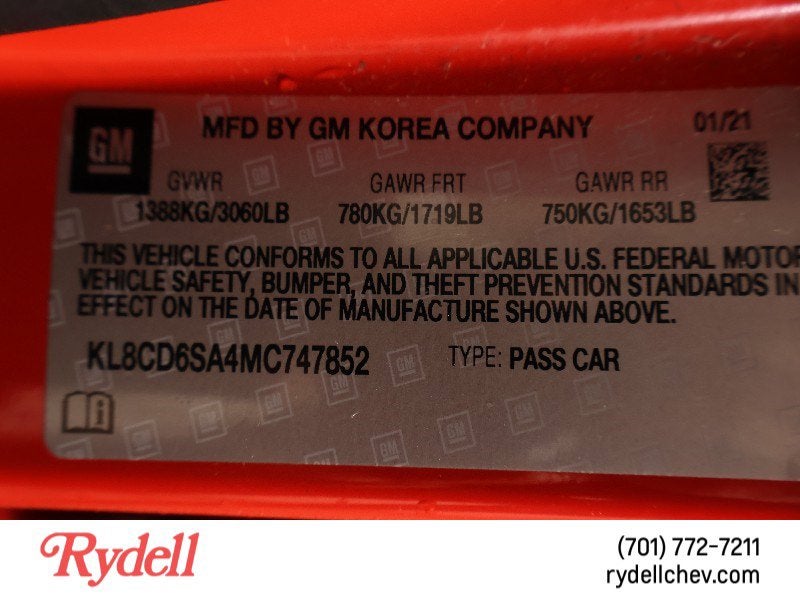 GM
MFD BY GM KOREA COMPANY
01/21
GVWR
GAWR FRT
GAWR RR
1388KG/3060LB
780KG/1719LB
750KG/1653LB
THIS VEHICLE CONFORMS TO ALL APPLICABLE U.S. FEDERAL MOTOR
VEHICLE SAFETY, BUMPER, AND THEFT PREVENTION STANDARDS IN
EFFECT ON THE DATE OF MANUFACTURE SHOWN ABOVE.
KL8CD6SA4MC747852
TYPE: PASS CAR
Rydell
(701) 772-7211
rydellchev.com